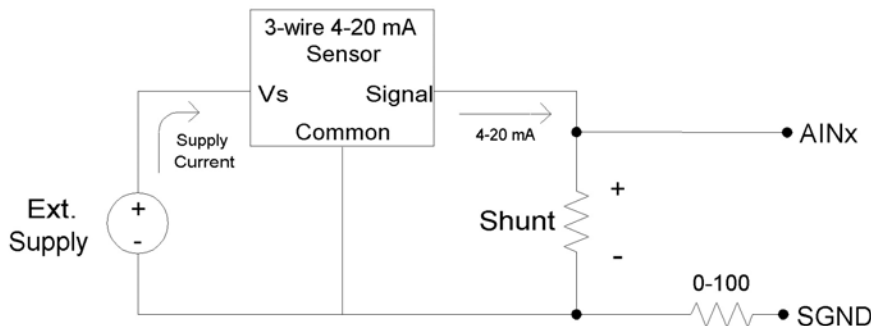 3-wire 4-20 mA
Sensor
Vs
Signal
Common
Supply
Current
4-20 mA
AINx
Ext.
Supply
+
-
Shunt
+
-
0-100
SGND